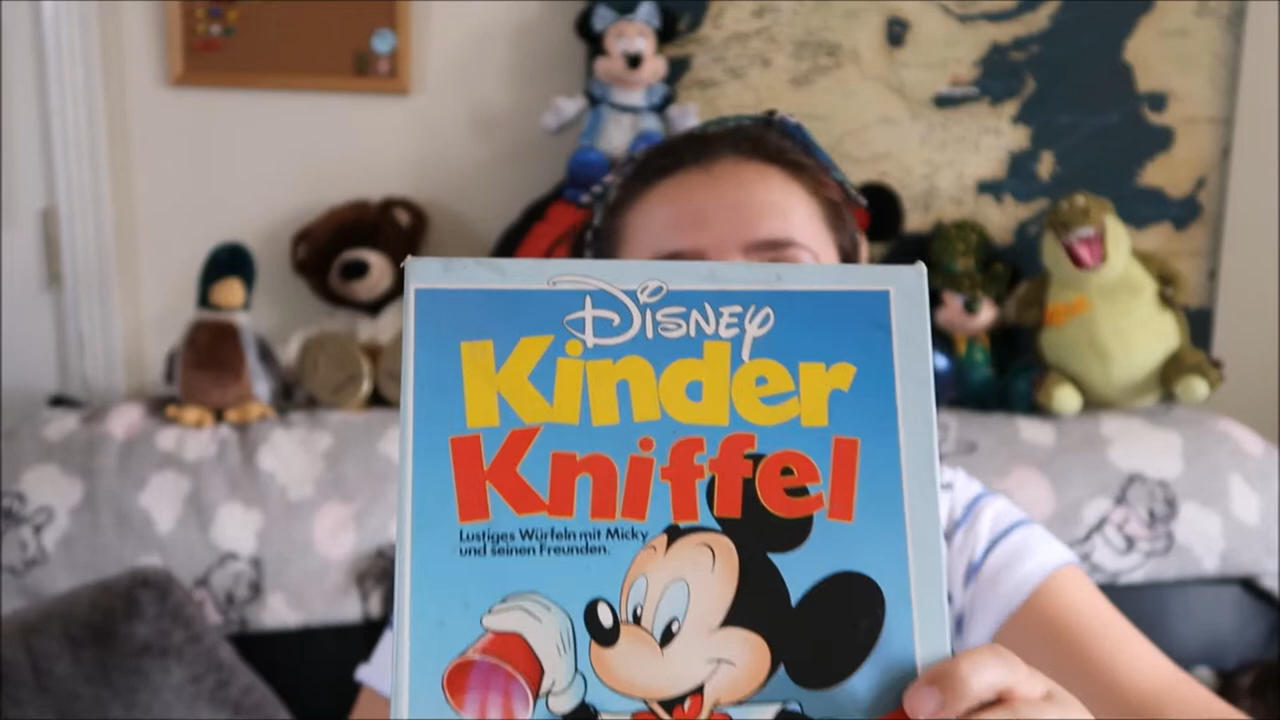 Disney
Kinder
Kniffel
Lustiges Würfeln mit Micky
und seinen Freunden.